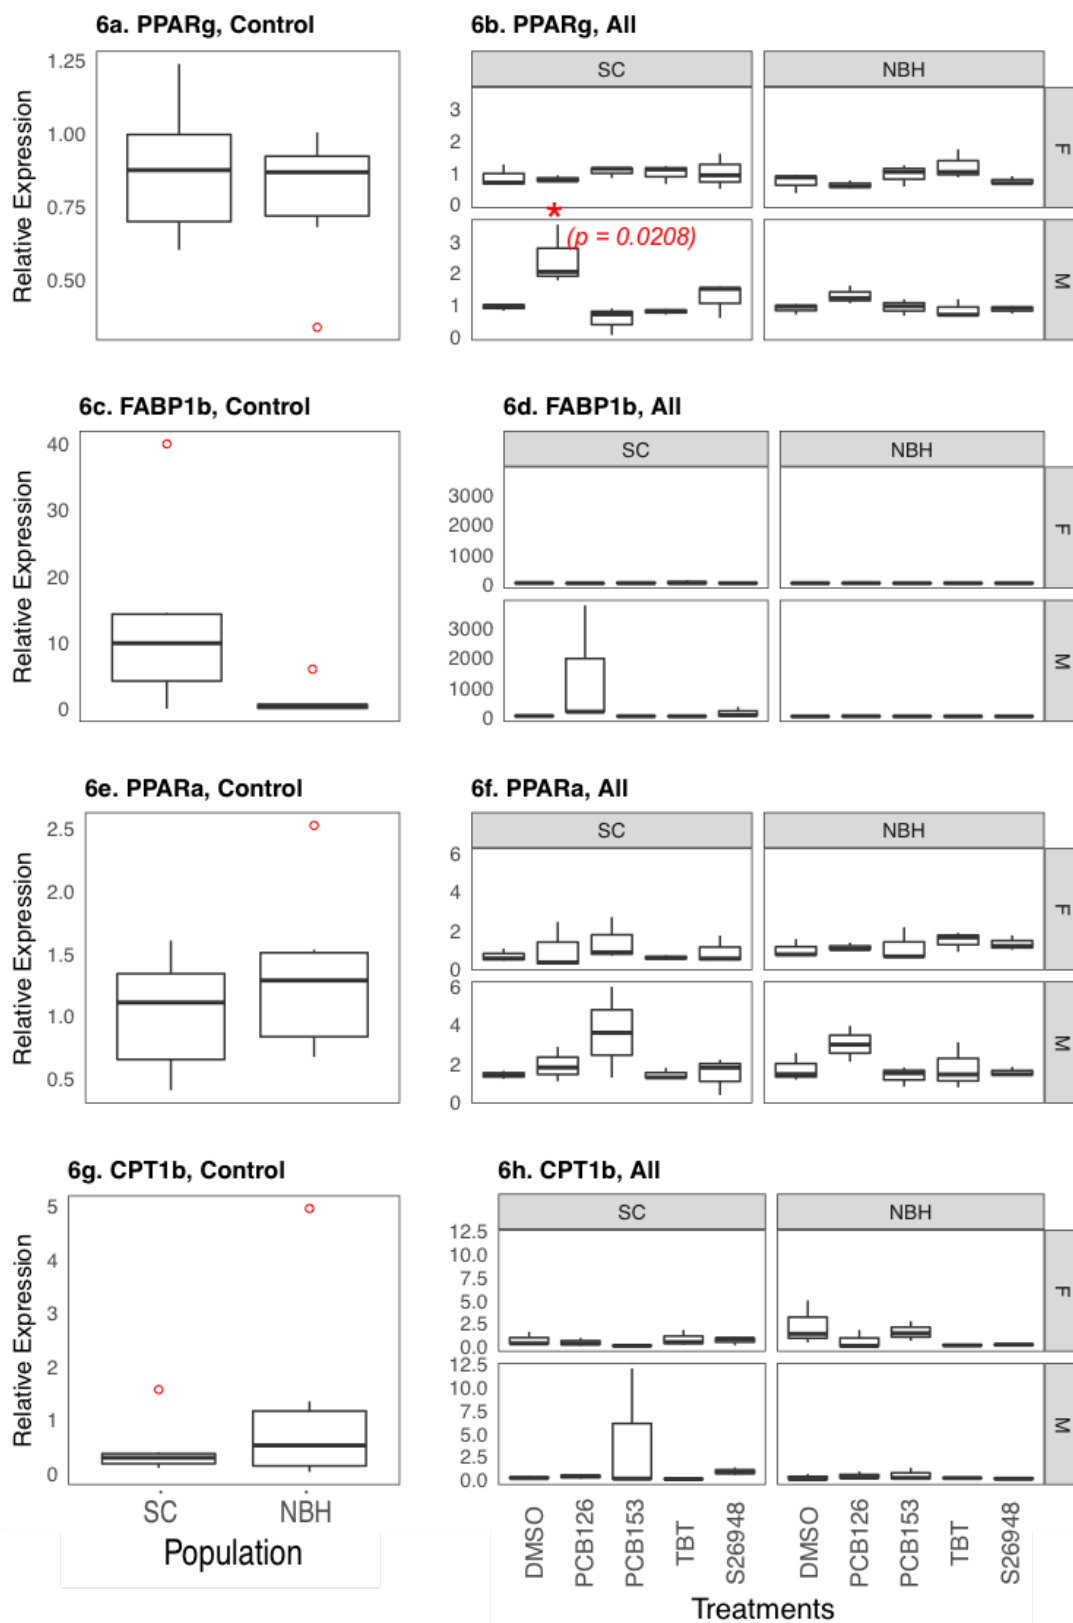 6a. PPARg, Control
Relative Expression
1.25
1.00
0.75
0.50
6b. PPARg, All
SC
NBH
3
2
1
0
F
*
(p = 0.0208)
3
2
1
0
M
6c. FABP1b, Control
Relative Expression
40
30
20
10
0
6d. FABP1b, All
SC
NBH
3000
2000
1000
0
F
3000
2000
1000
0
M
6e. PPARa, Control
Relative Expression
2.5
2.0
1.5
1.0
0.5
6f. PPARa, All
SC
NBH
6
4
2
0
F
6
4
2
0
M
6g. CPT1b, Control
Relative Expression
5
4
3
2
1
0
SC
NBH
Population
6h. CPT1b, All
SC
NBH
12.5
10.0
7.5
5.0
2.5
0.0
F
12.5
10.0
7.5
5.0
2.5
0.0
M
DMSO
PCB126
PCB153
TBT
S26948
DMSO
PCB126
PCB153
TBT
S26948
Treatments